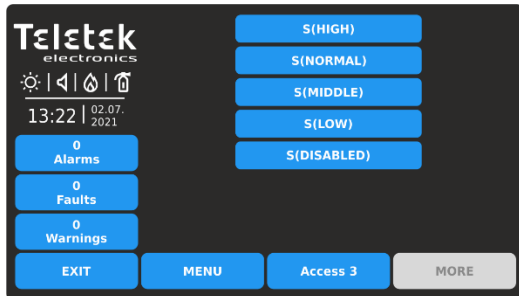 Teletek
electronics
13:22
02.07.
2021
0
Alarms
0
Faults
0
Warnings
S(HIGH)
S(NORMAL)
S(MIDDLE)
S(LOW)
S(DISABLED)
EXIT
MENU
Access 3
MORE